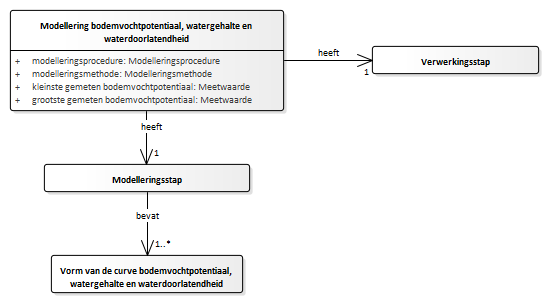 Modellering bodemvochtpotentiaal, watergehalte en
waterdoorlatendheid
+ modelleringsprocedure: Modelleringsprocedure
+ modelleringsmethode: Modelleringsmethode
+ kleinste gemeten bodemvochtpotentiaal: Meetwaarde
+ grootste gemeten bodemvochtpotentiaal: Meetwaarde
heeft
1
Verwerkingsstap
heeft
1
Modelleringsstap
bevat
1..*
Vorm van de curve bodemvochtpotentiaal,
watergehalte en waterdoorlatendheid